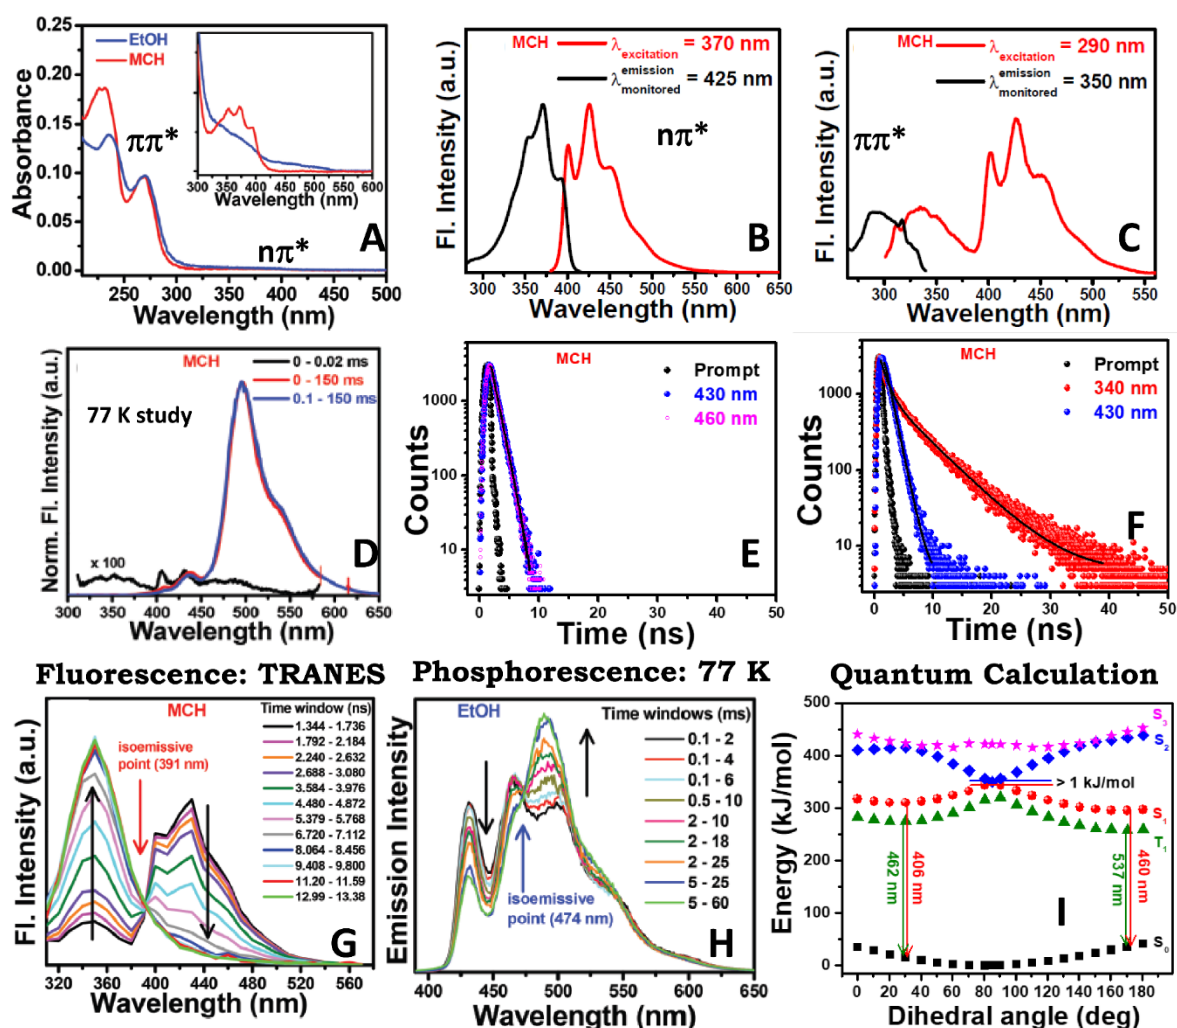 EtOH
MCH
ππ*
nπ*
A
0.25
0.20
0.15
0.10
0.05
0.00
Absorbance
250 300 350 400 450 500
Wavelength (nm)
300 350 400 450 500 600
Wavelength (nm)
MCH
λexcitation = 370 nm
λemission monitored = 425 nm
nπ*
B
Fl. Intensity (a.u.)
300 350 400 450 500 550 600 650
Wavelength (nm)
MCH
λexcitation = 290 nm
λemission monitored = 350 nm
ππ*
C
Fl. Intensity (a.u.)
300 350 400 450 500 550
Wavelength (nm)
MCH
0 - 0.02 ms
0 - 150 ms
0.1 - 150 ms
77 K study
x 100
D
Norm. Fl. Intensity (a.u.)
300 350 400 450 500 550 600 650
Wavelength (nm)
MCH
Prompt
430 nm
460 nm
E
Counts
1000
100
10
0 10 20 30 40 50
Time (ns)
MCH
Prompt
340 nm
430 nm
F
Counts
1000
100
10
0 10 20 30 40 50
Time (ns)
Fluorescence: TRANES
MCH
Time window (ns)
1.344 - 1.736
1.792 - 2.184
2.240 - 2.632
2.688 - 3.080
3.584 - 3.976
4.480 - 4.872
5.379 - 5.768
6.720 - 7.112
8.064 - 8.456
9.408 - 9.800
11.20 - 11.59
12.99 - 13.38
isoemissive
point (391 nm)
G
Fl. Intensity (a.u.)
320 360 400 440 480 520 560
Wavelength (nm)
Phosphorescence: 77 K
EtOH
Time windows (ms)
0.1 - 2
0.1 - 4
0.1 - 6
0.5 - 10
2 - 10
2 - 18
2 - 25
5 - 25
5 - 60
isoemissive
point (474 nm)
H
Emission Intensity
400 450 500 550 600 650
Wavelength (nm)
Quantum Calculation
S3
S2
> 1 kJ/mol
S1
T1
462 nm
406 nm
537 nm
460 nm
I
S0
Energy (kJ/mol)
500
400
300
200
100
50
0
0 20 40 60 80 100 120 140 160 180
Dihedral angle (deg)